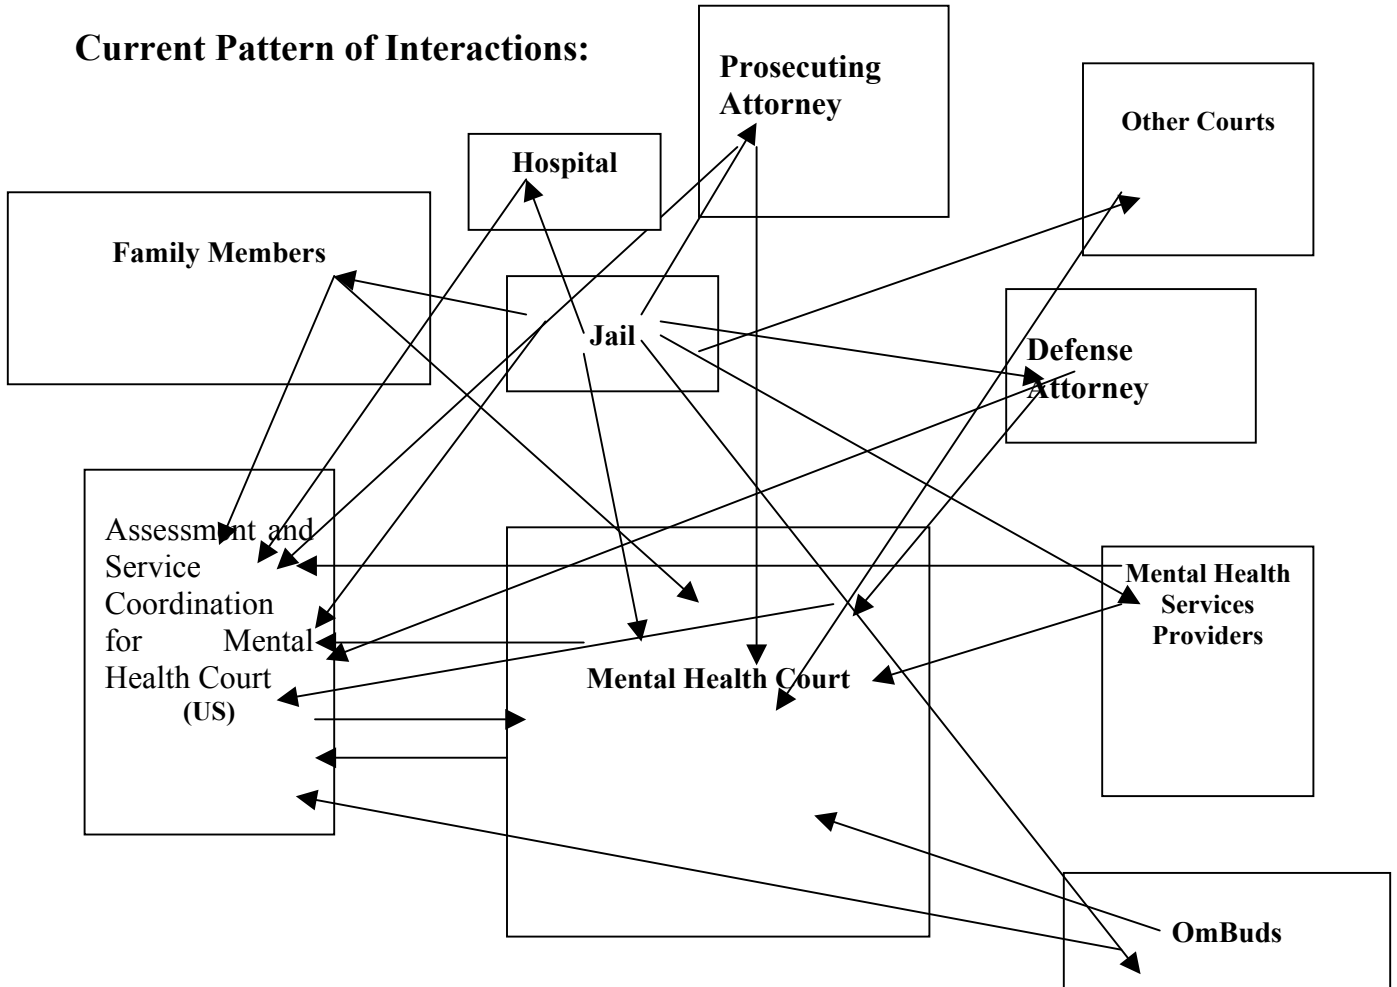 Current Pattern of Interactions:
Prosecuting
Attorney
Other Courts
Hospital
Family Members
Jail
Defense
Attorney
Assessment and
Service
Coordination
for Mental
Health Court
(US)
Mental Health Court
Mental Health
Services
Providers
OmBuds